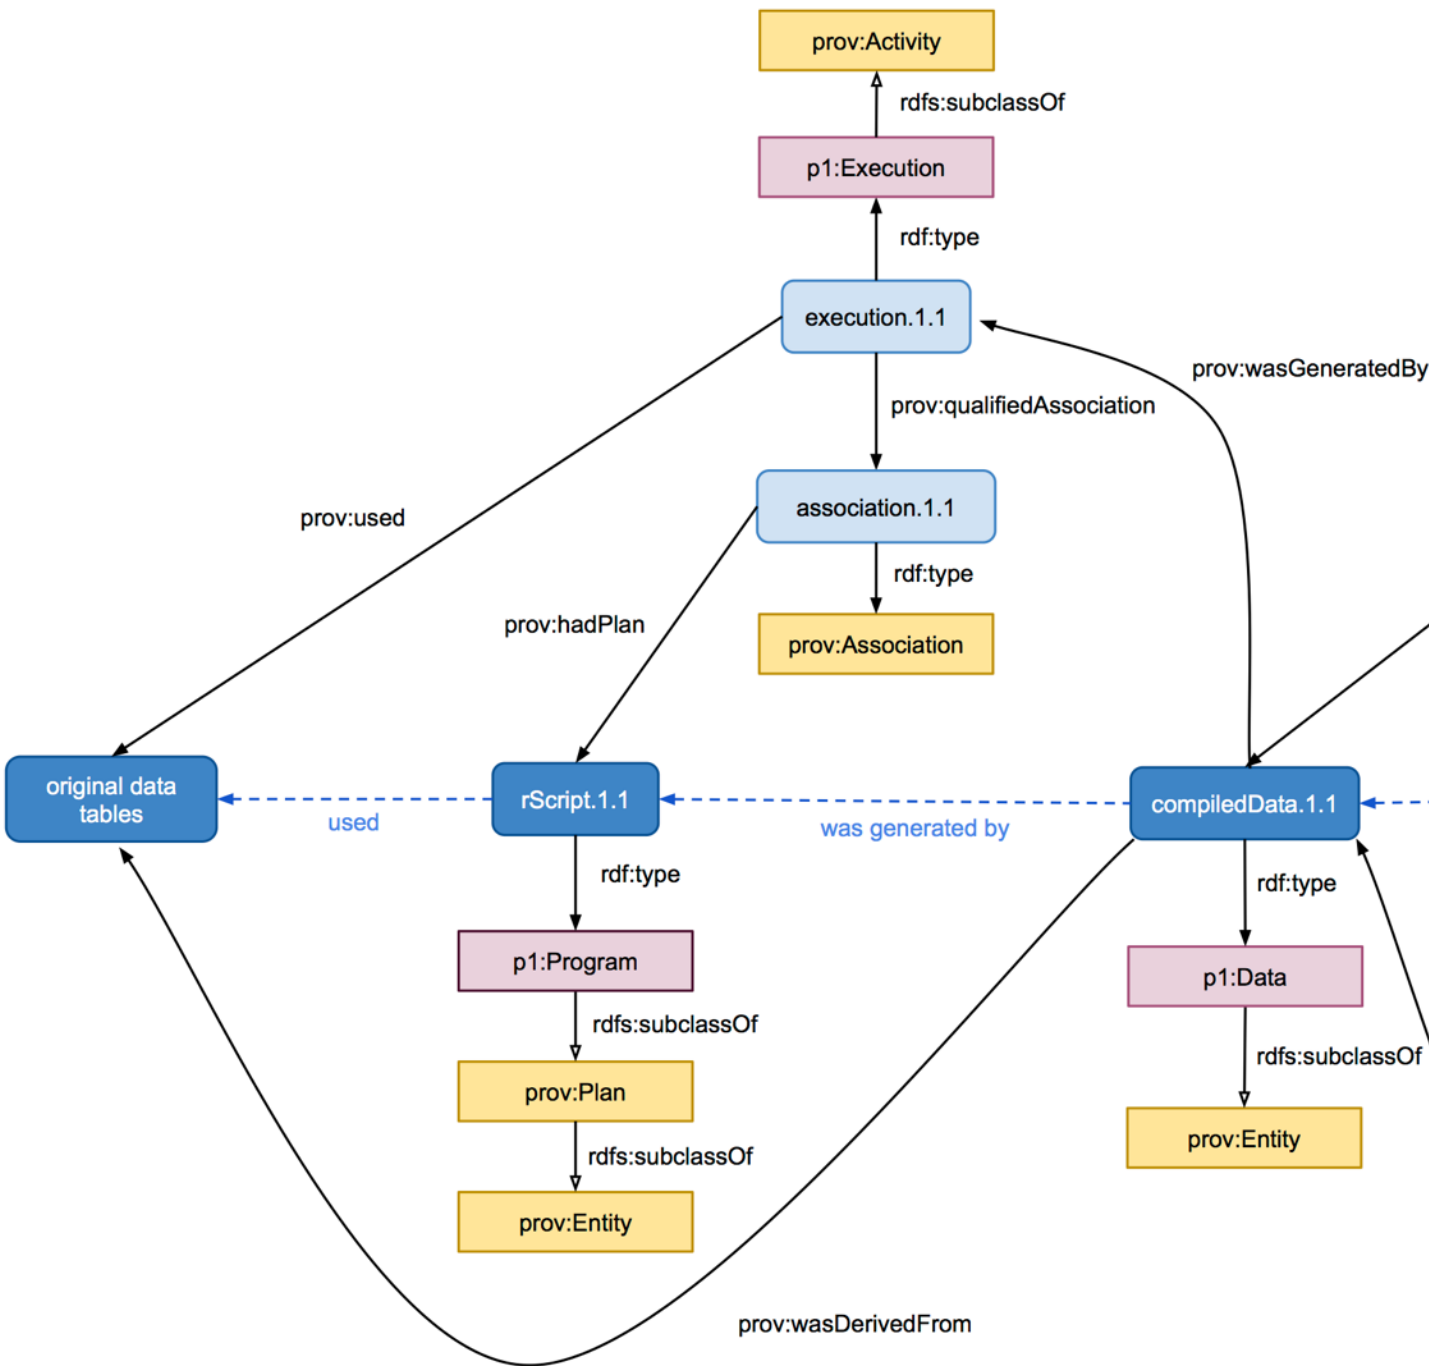 prov:Activity
rdfs:subclassOf
p1:Execution
rdf:type
execution.1.1
prov:wasGeneratedBy
prov:qualifiedAssociation
prov:used
association.1.1
rdf:type
prov:hadPlan
prov:Association
original data
tables
used
rScript.1.1
was generated by
compiledData.1.1
rdf:type
rdf:type
p1:Program
p1:Data
rdfs:subclassOf
rdfs:subclassOf
prov:Plan
prov:Entity
rdfs:subclassOf
prov:Entity
prov:wasDerivedFrom